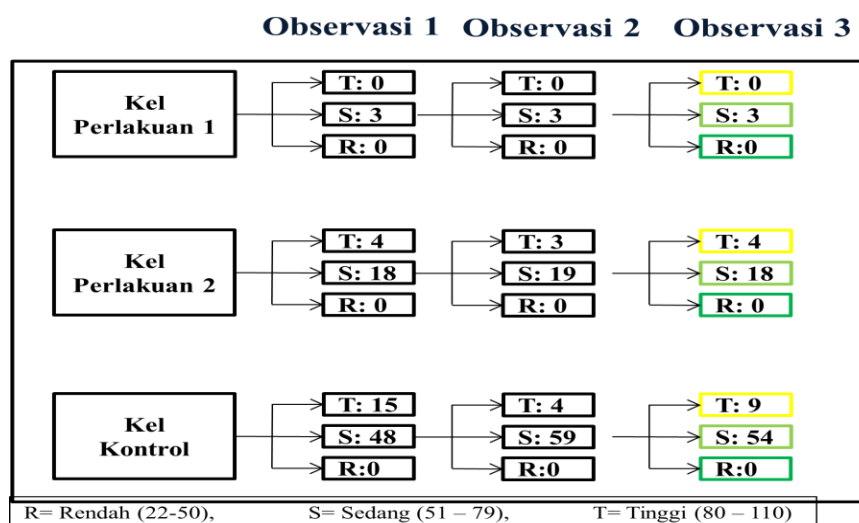 Observasi 1 Observasi 2 Observasi 3
Kel
Perlakuan 1
T: 0
S: 3
R: 0
T: 0
S: 3
R: 0
T: 0
S: 3
R:0
Kel
Perlakuan 2
T: 4
S: 18
R: 0
T: 3
S: 19
R: 0
T: 4
S: 18
R: 0
Kel
Kontrol
T: 15
S: 48
R:0
T: 4
S: 59
R:0
T: 9
S: 54
R:0
R= Rendah (22-50), S= Sedang (51 – 79), T= Tinggi (80 – 110)